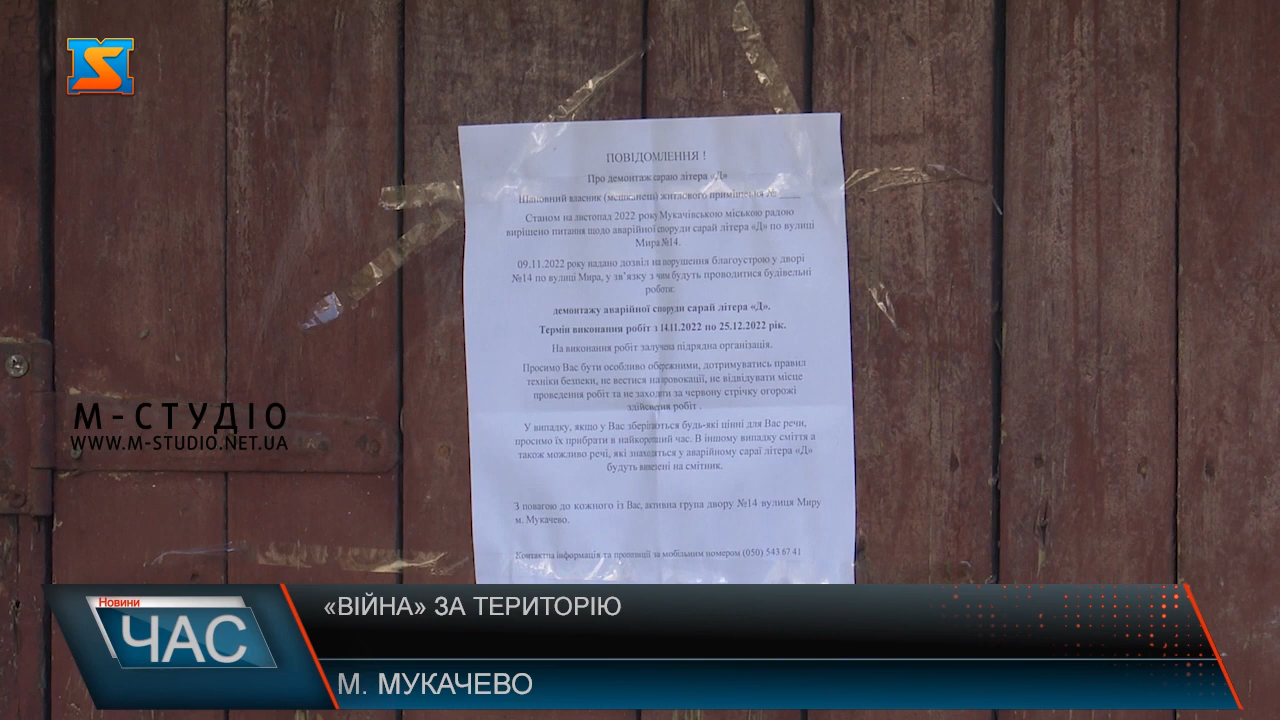 ПОВІДОМЛЕННЯ !
Про демонтаж сараю літера «Д»
Шановний власник (мешканець) житлового приміщення № ____
Станом на листопад 2022 року Мукачівською міською радою
вирішено питання щодо аварійної споруди сарай літера «Д» по вулиці
Мира №14.
09.11.2022 року надано дозвіл на порушення благоустрою у дворі
№14 по вулиці Мира, у зв'язку з чим будуть проводитися будівельні
роботи:
демонтажу аварійної споруди сарай літера «Д».
Термін виконання робіт з 14.11.2022 по 25.12.2022 рік.
На виконання робіт залучена підрядна організація.
Просимо Вас бути особливо обережними, дотримуватись правил
техніки безпеки, не вестися на провокації, не відвідувати місце
проведення робіт та не заходити за червону стрічку огорожі
здійснення робіт .
У випадку, якщо у Вас зберігаються будь-які цінні для Вас речи,
просимо їх прибрати в найкоротший час. В іншому випадку сміття а
також можливо речі, які знаходяться у аварійному сараї літера «Д»
будуть вивезені на смітник.
З повагою до кожного із Вас, активна група двору №14 вулиця Миру
м. Мукачево.
Контактна інформація та пропозиції за мобільним номером (050) 543 67 41
М-СТУДІО
WWW.M-STUDIO.NET.UA
Новини
ЧАС
«ВІЙНА» ЗА ТЕРИТОРІЮ
М. МУКАЧЕВО